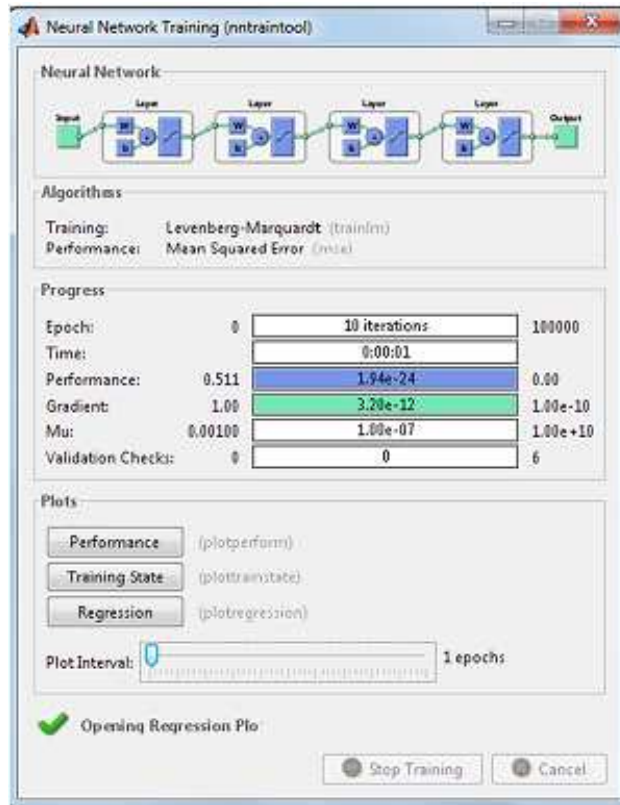 Neural Network Training (nntraintool)
Neural Network
Layer Layer Layer Layer
Input Output
W W W W
b b b b
Algorithms
Training: Levenberg-Marquardt (trainlm)
Performance: Mean Squared Error (mse)
Progress
Epoch: 0 10 iterations 100000
Time: 0:00:01
Performance: 0.511 1.94e-24 0.00
Gradient: 1.00 3.20e-12 1.00e-10
Mu: 0.00100 1.00e-07 1.00e+10
Validation Checks: 0 0 6
Plots
Performance (plotperform)
Training State (plottrainstate)
Regression (plotregression)
Plot Interval: 1 epochs
Opening Regression Plo
Stop Training Cancel